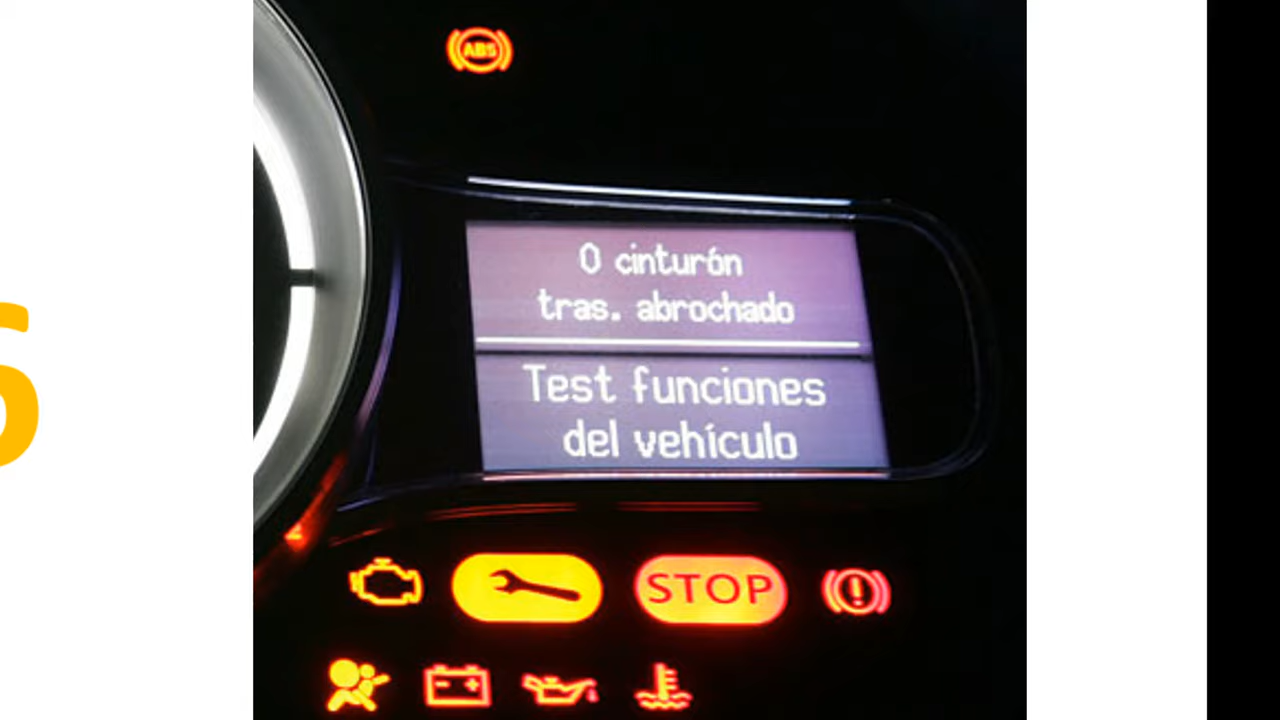 ABS
0 cinturón
tras. abrochado
Test funciones
del vehículo
STOP